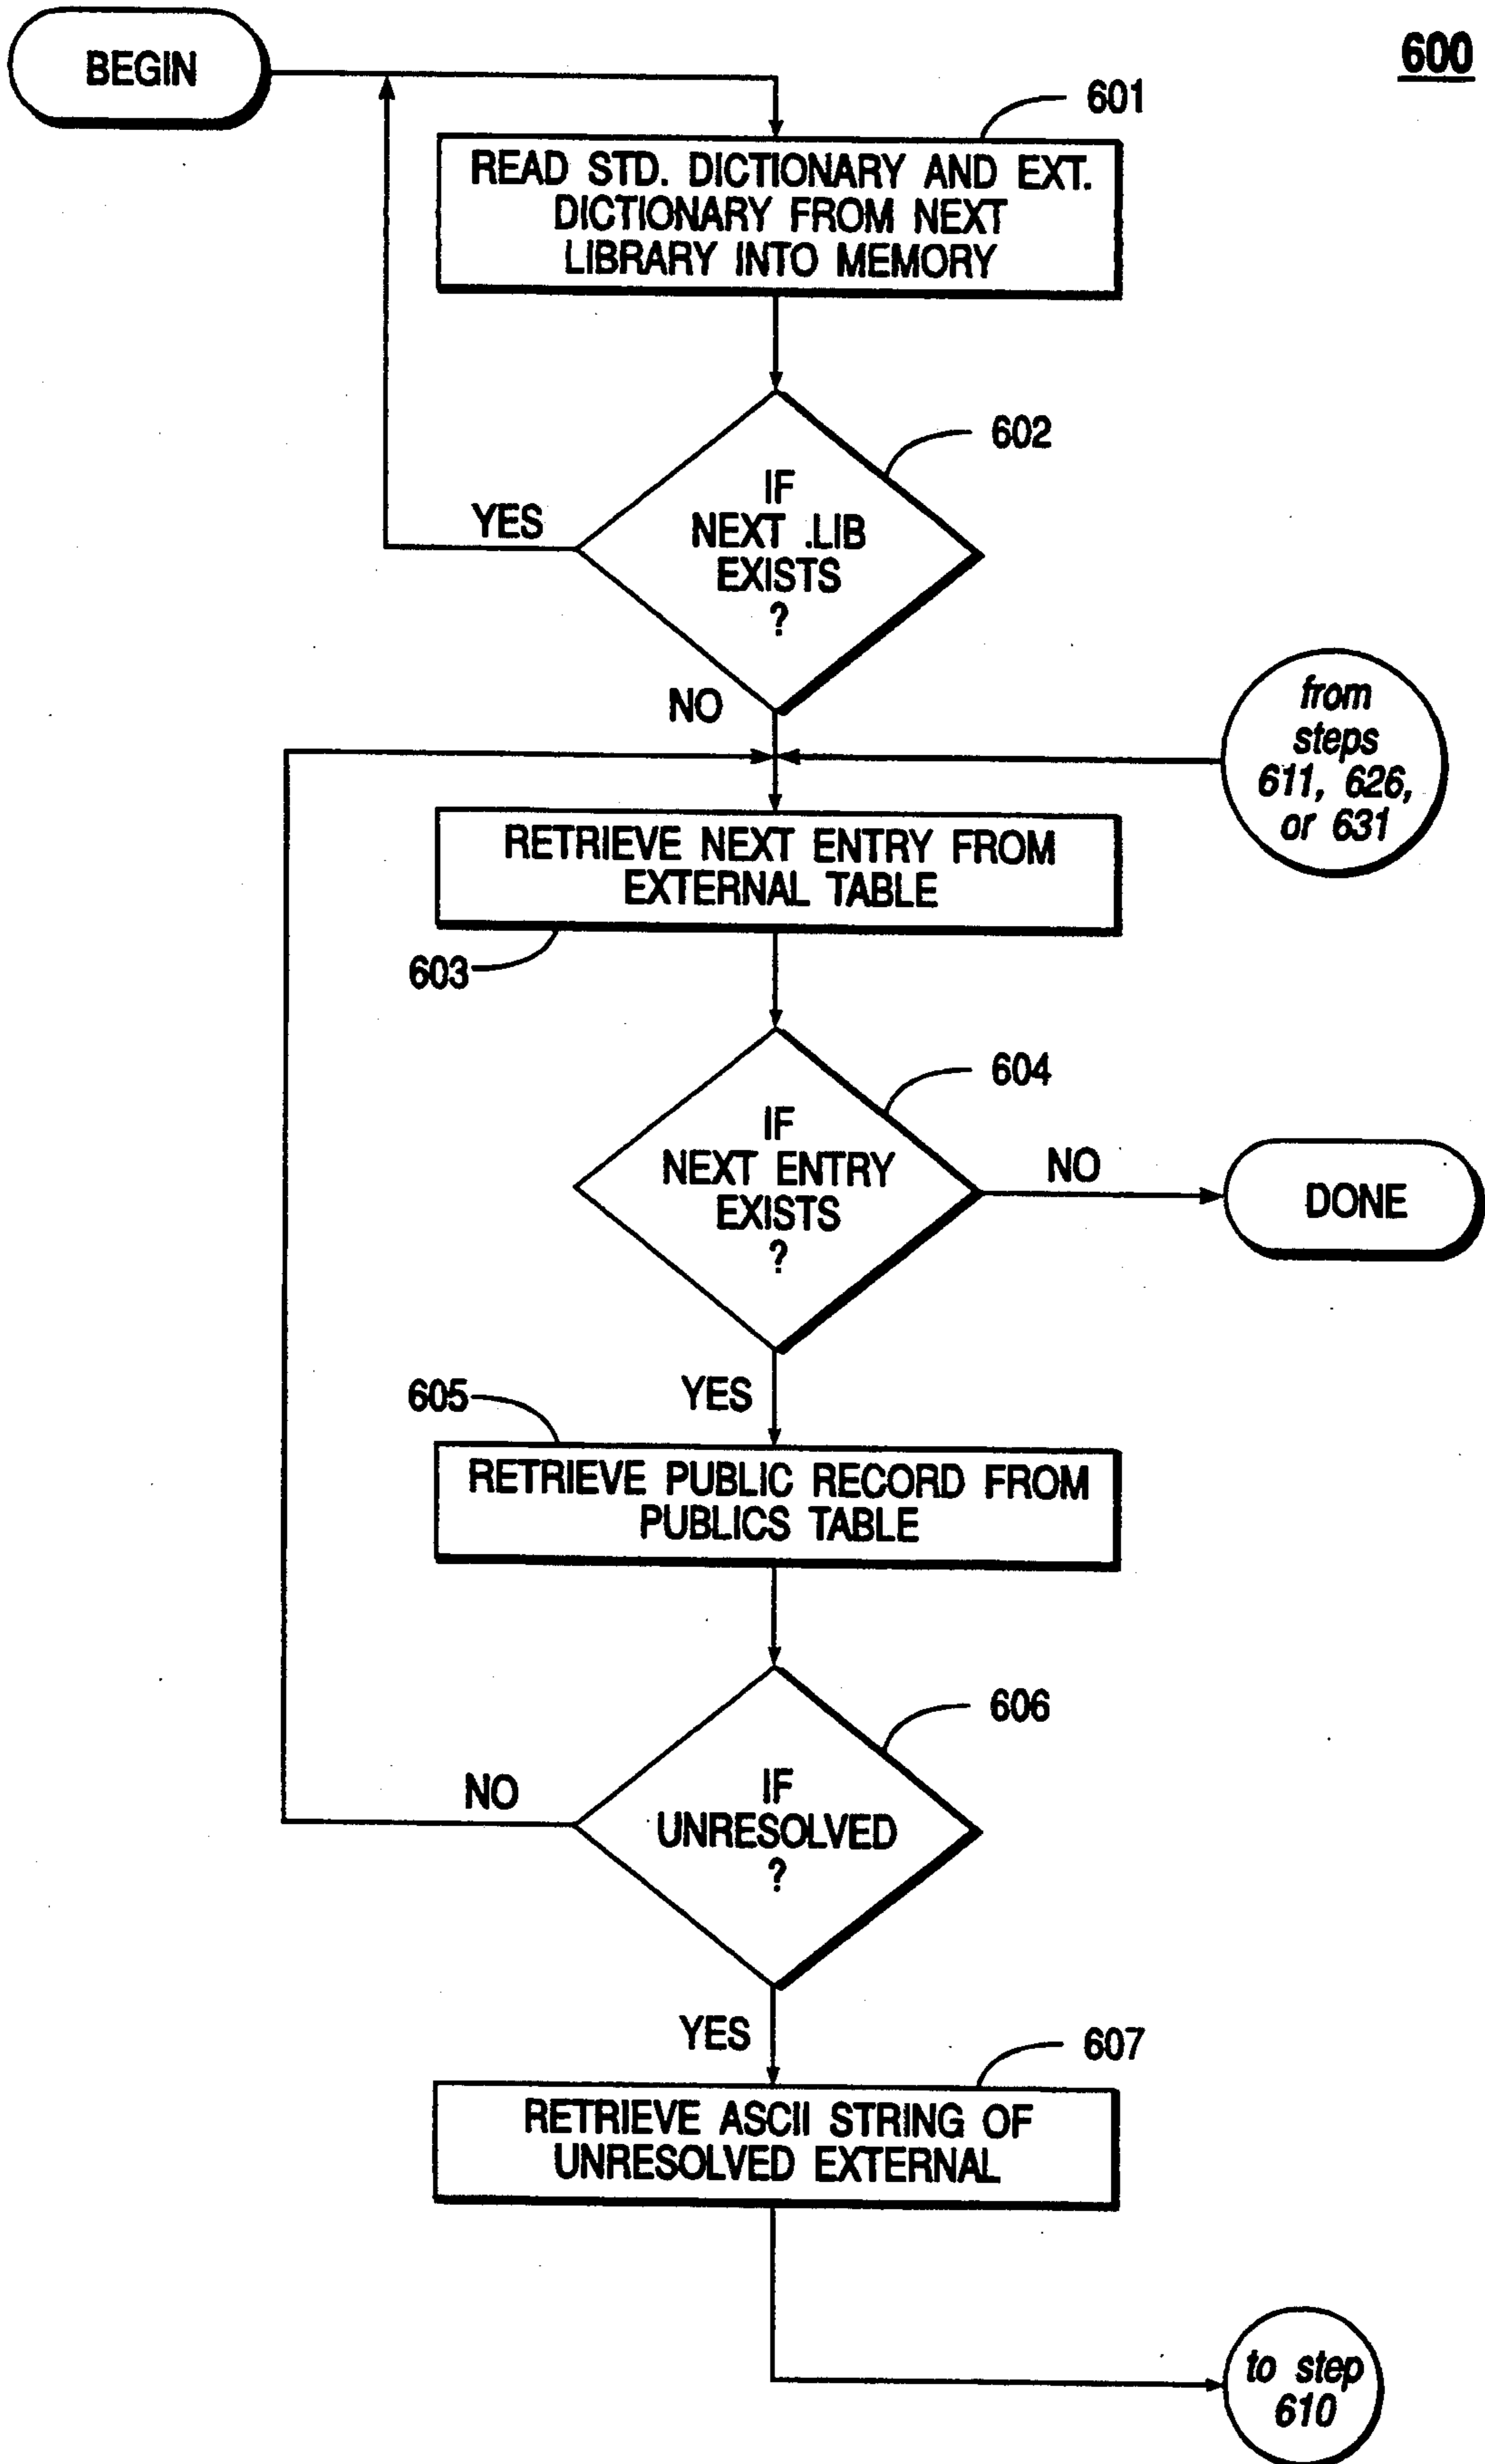 600
BEGIN
601
READ STD. DICTIONARY AND EXT.
DICTIONARY FROM NEXT
LIBRARY INTO MEMORY
602
IF
NEXT .LIB
EXISTS
?
YES
NO
from
steps
611, 626,
or 631
RETRIEVE NEXT ENTRY FROM
EXTERNAL TABLE
603
604
IF
NEXT ENTRY
EXISTS
?
NO
DONE
YES
605
RETRIEVE PUBLIC RECORD FROM
PUBLICS TABLE
606
IF
UNRESOLVED
?
NO
YES
607
RETRIEVE ASCII STRING OF
UNRESOLVED EXTERNAL
to step
610